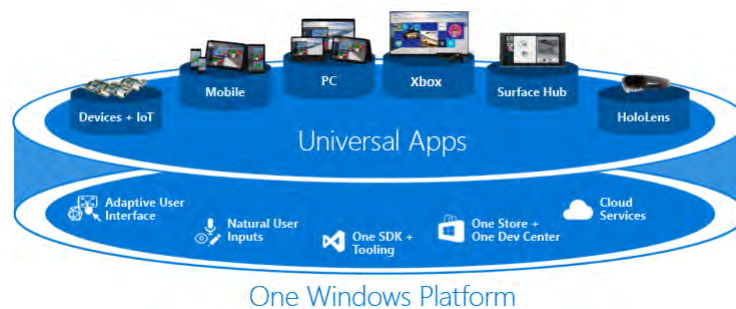 Devices + IoT
Mobile
PC
Xbox
Surface Hub
HoloLens
Universal Apps
Adaptive User
Interface
Natural User
Inputs
One SDK +
Tooling
One Store +
One Dev Center
Cloud
Services
One Windows Platform